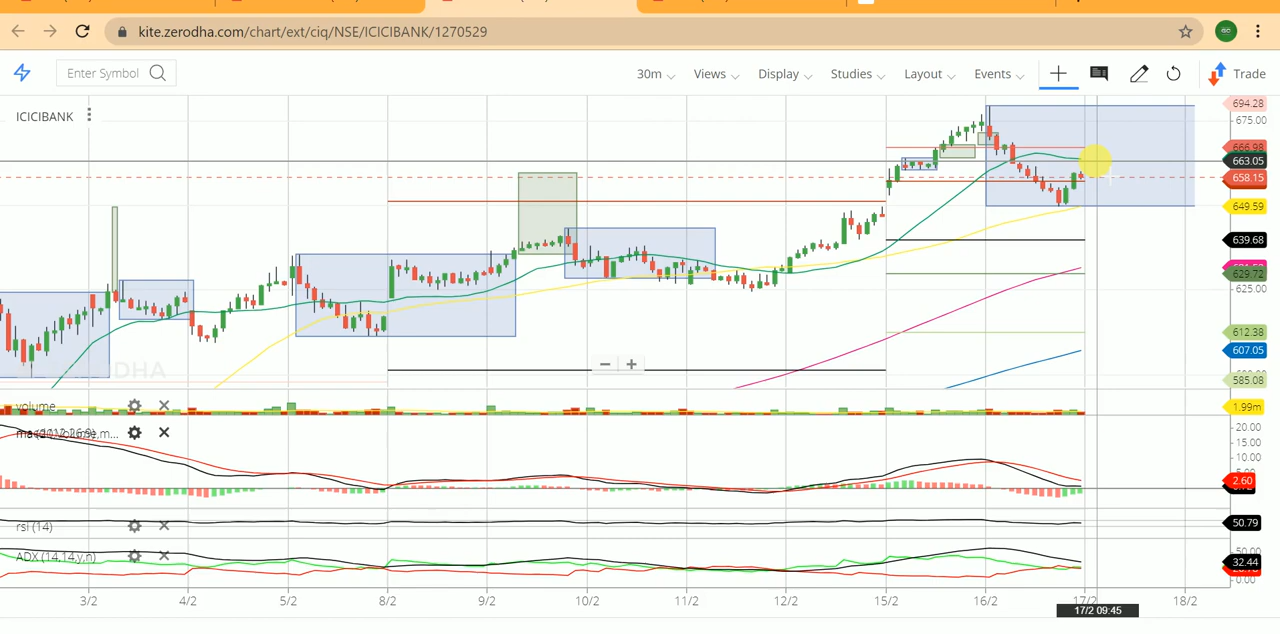 kite.zerodha.com/chart/ext/ciq/NSE/ICICIBANK/1270529
Enter Symbol
30m Views Display Studies Layout Events Trade
ICICIBANK
694.28
675.00
666.98
663.05
658.15
649.59
639.68
629.72
625.00
612.38
607.05
585.08
volume
1.99m
20.00
15.00
10.00
2.60
rsi (14)
50.79
ADX (14,14,y,n)
50.00
32.44
0.00
3/2 4/2 5/2 8/2 9/2 10/2 11/2 12/2 15/2 16/2 17/2 18/2
17/2 09:45